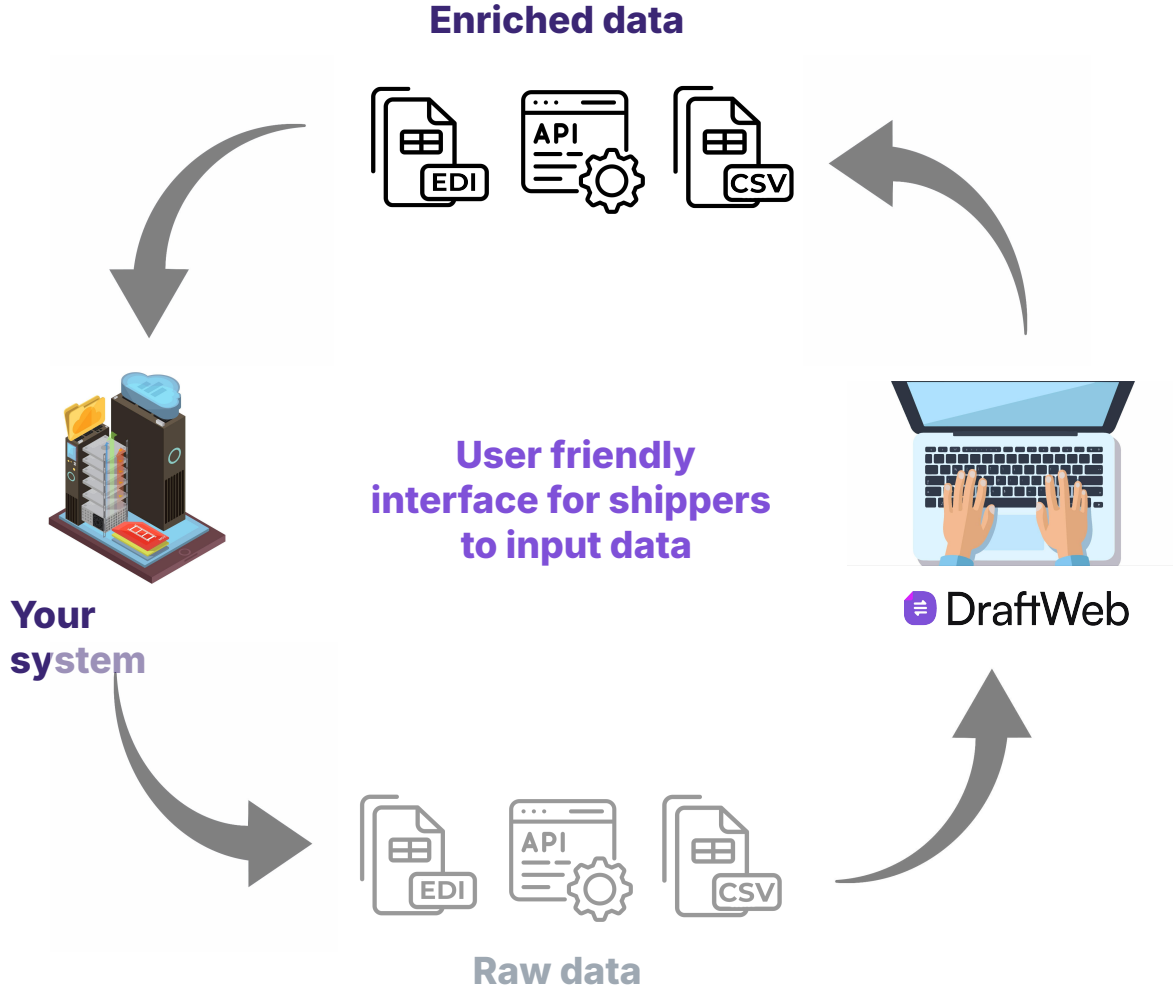 Enriched data
EDI
API
CSV
User friendly
interface for shippers
to input data
Your
system
DraftWeb
EDI
API
CSV
Raw data